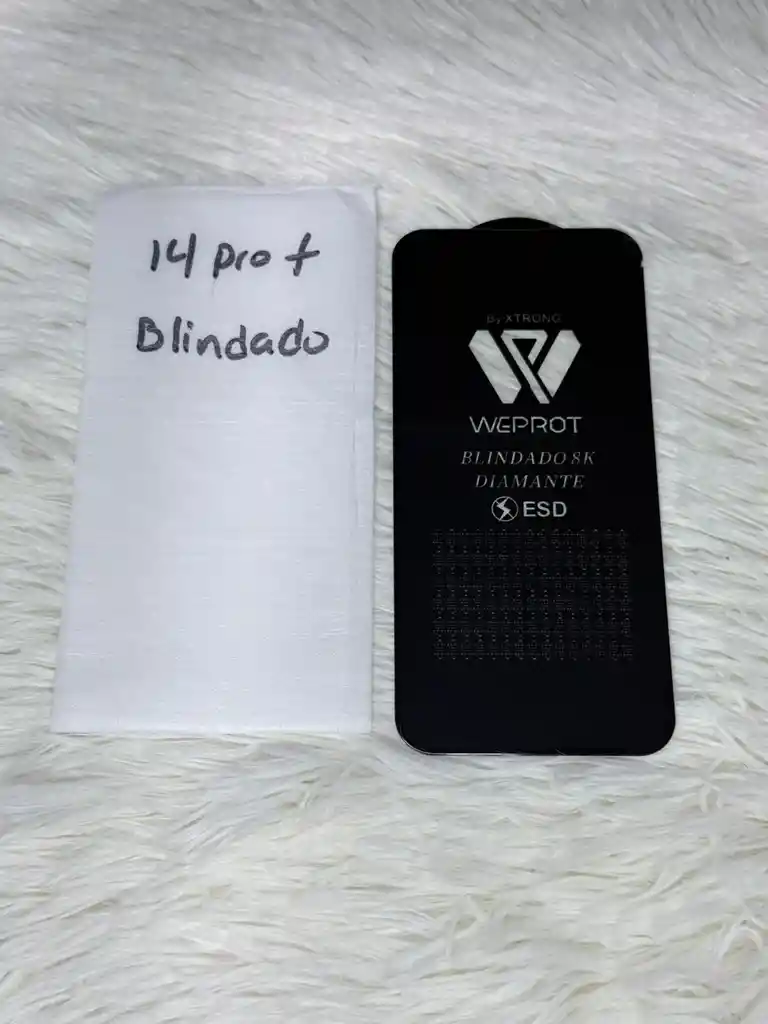 14 pro +
Blindado
By XTRONG
WEPROT
BLINDADO 8K
DIAMANTE
ESD